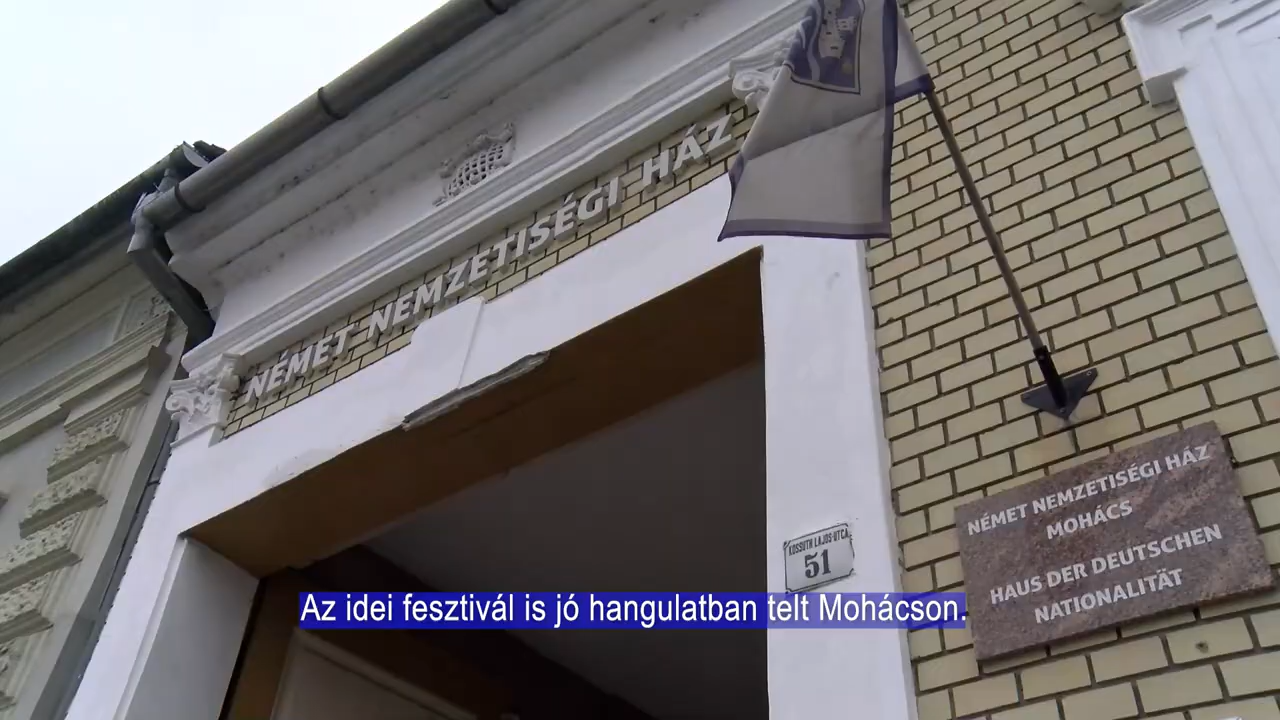 NÉMET NEMZETISÉGI HÁZ
KOSSUTH LAJOS-UTCA
51
NÉMET NEMZETISÉGI HÁZ
MOHÁCS
HAUS DER DEUTSCHEN
NATIONALITÄT
Az idei fesztivál is jó hangulatban telt Mohácson.